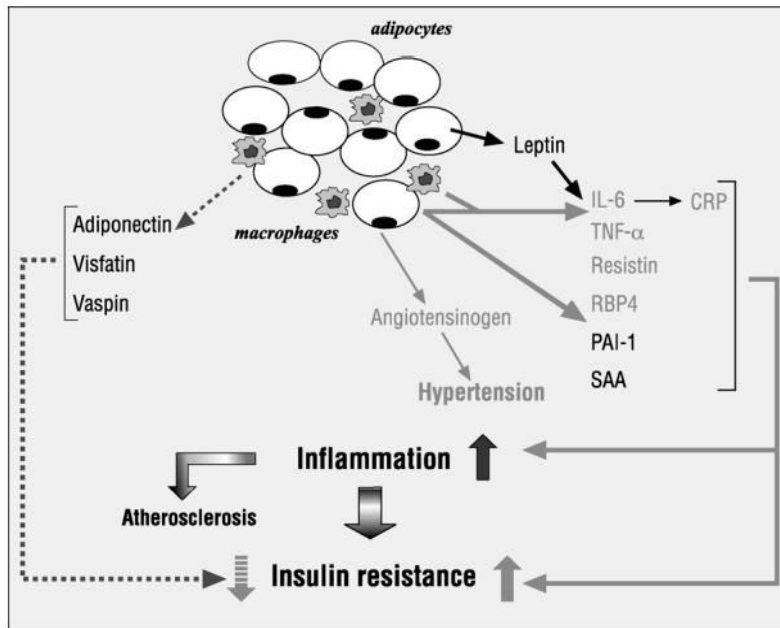 adipocytes
Leptin
IL-6
CRP
TNF-α
Resistin
RBP4
PAI-1
SAA
macrophages
Adiponectin
Visfatin
Vaspin
Angiotensinogen
Hypertension
Inflammation
Atherosclerosis
Insulin resistance